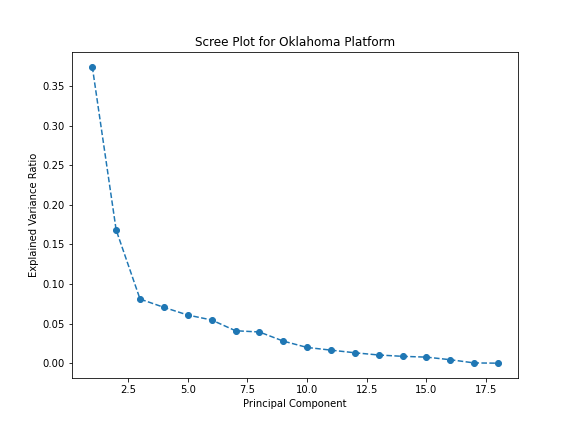 Scree Plot for Oklahoma Platform
Explained Variance Ratio
0.35
0.30
0.25
0.20
0.15
0.10
0.05
0.00
2.5 5.0 7.5 10.0 12.5 15.0 17.5
Principal Component